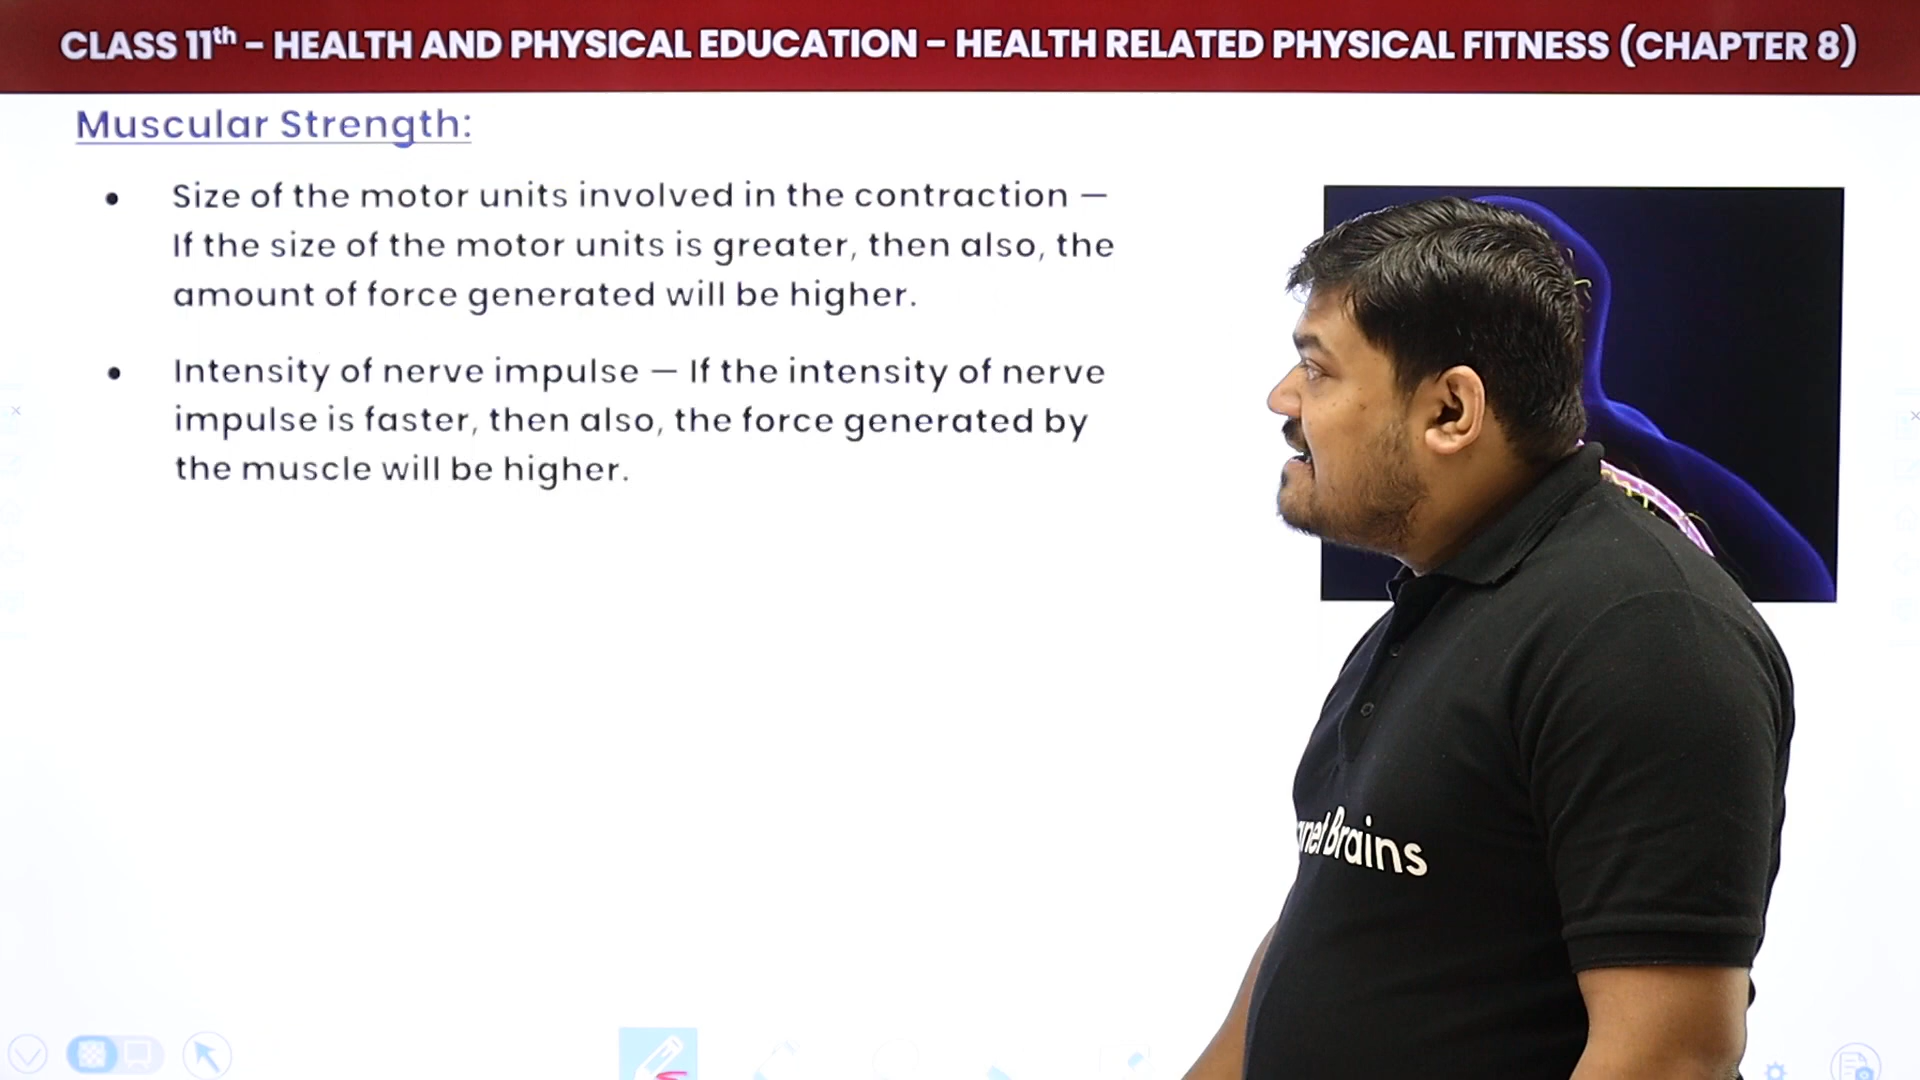 CLASS 11th – HEALTH AND PHYSICAL EDUCATION – HEALTH RELATED PHYSICAL FITNESS (CHAPTER 8)
Muscular Strength:
• Size of the motor units involved in the contraction —
If the size of the motor units is greater, then also, the
amount of force generated will be higher.
• Intensity of nerve impulse — If the intensity of nerve
impulse is faster, then also, the force generated by
the muscle will be higher.
Brains